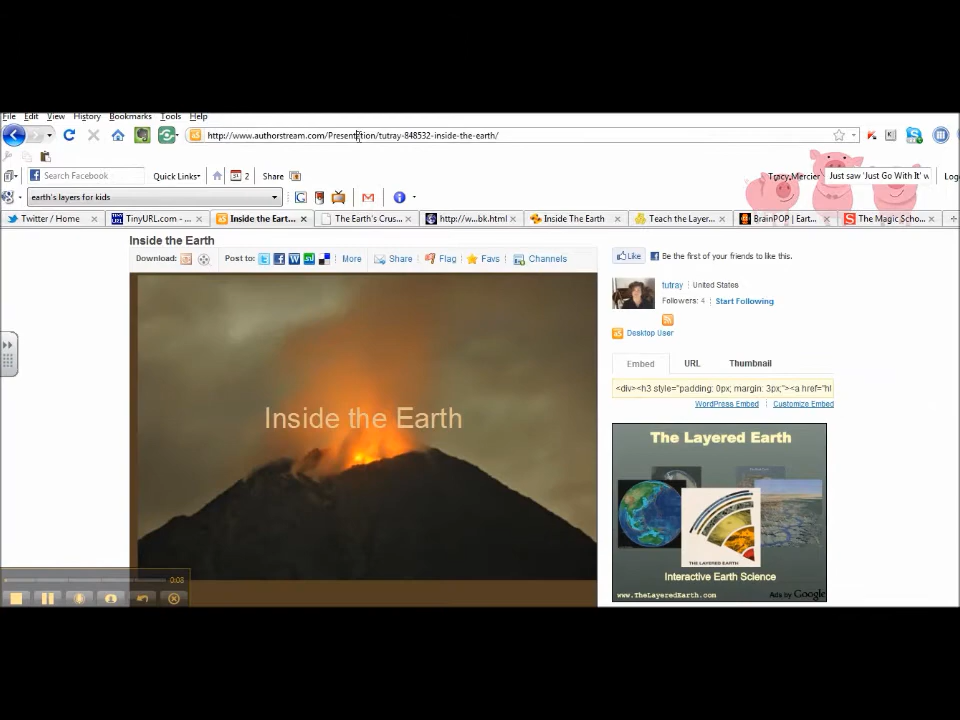 File Edit View History Bookmarks Tools Help
http://www.authorstream.com/Presentation/tutray-848532-inside-the-earth/
Search Facebook Quick Links 2 Share Tracy Mercier Just saw 'Just Go With It' w Log
earth's layers for kids
Twitter / Home TinyURL.com - ... Inside the Eart... The Earth's Crus... http://w...bk.html Inside The Earth Teach the Layer... BrainPOP | Eart... The Magic Scho...
Inside the Earth
Download: Post to: More Share Flag Favs Channels
Like Be the first of your friends to like this.
tutray United States
Followers: 4 Start Following
Desktop User
Embed URL Thumbnail
<div><h3 style="padding: 0px; margin: 3px;"><a href="ht
WordPress Embed Customize Embed
Inside the Earth
The Layered Earth
THE LAYERED EARTH
Interactive Earth Science
www.TheLayeredEarth.com Ads by Google
0:03